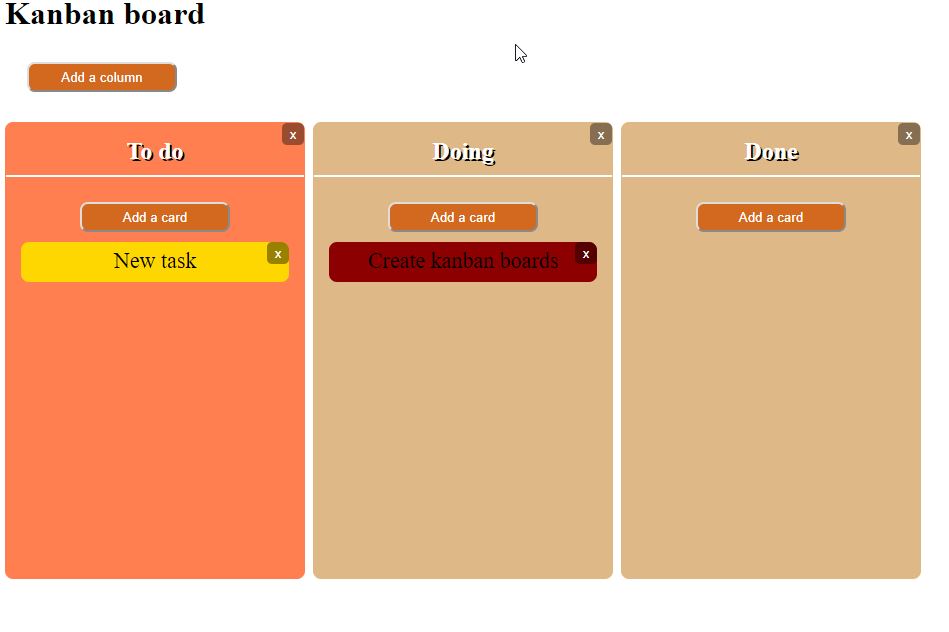 Kanban board
Add a column
To do
x
Doing
x
Done
x
Add a card
Add a card
Add a card
New task
x
Create kanban boards
x